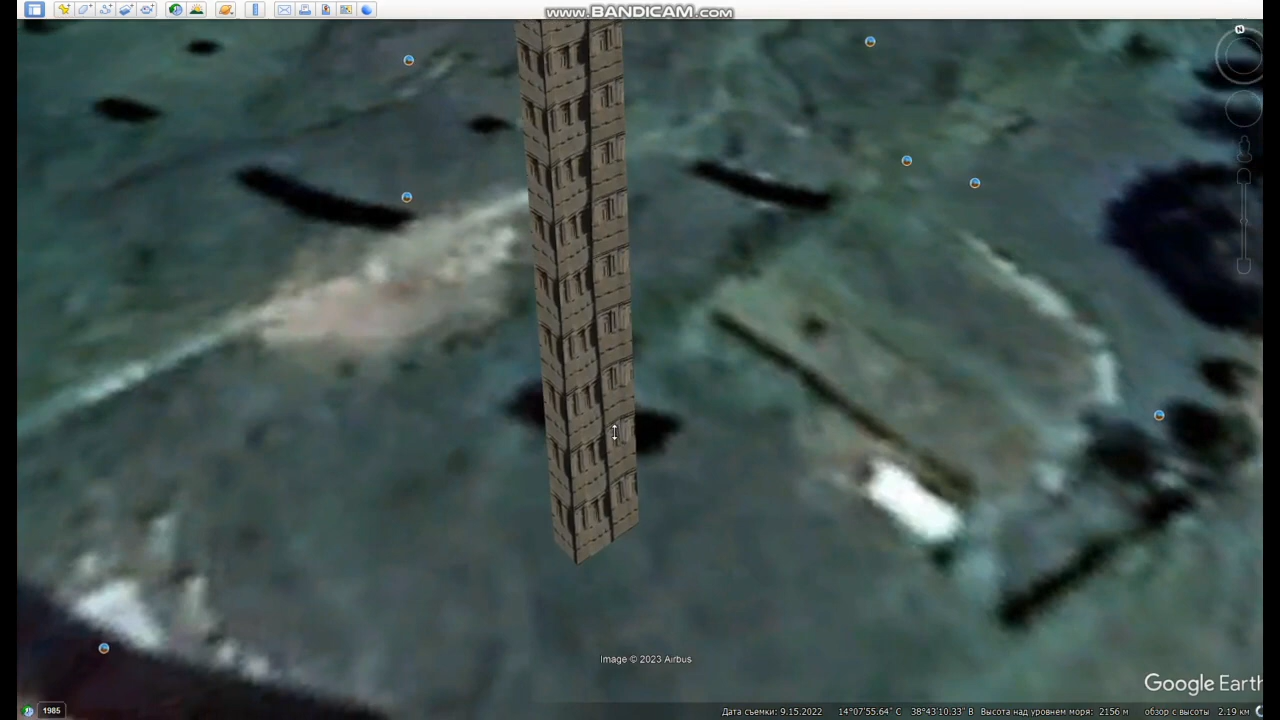 www.BANDICAM.com
N
Image © 2023 Airbus
Google Earth
1985
Дата съемки: 9.15.2022 14°07'55.64" С 38°43'10.33" В Высота над уровнем моря: 2156 м обзор с высоты 2.19 км